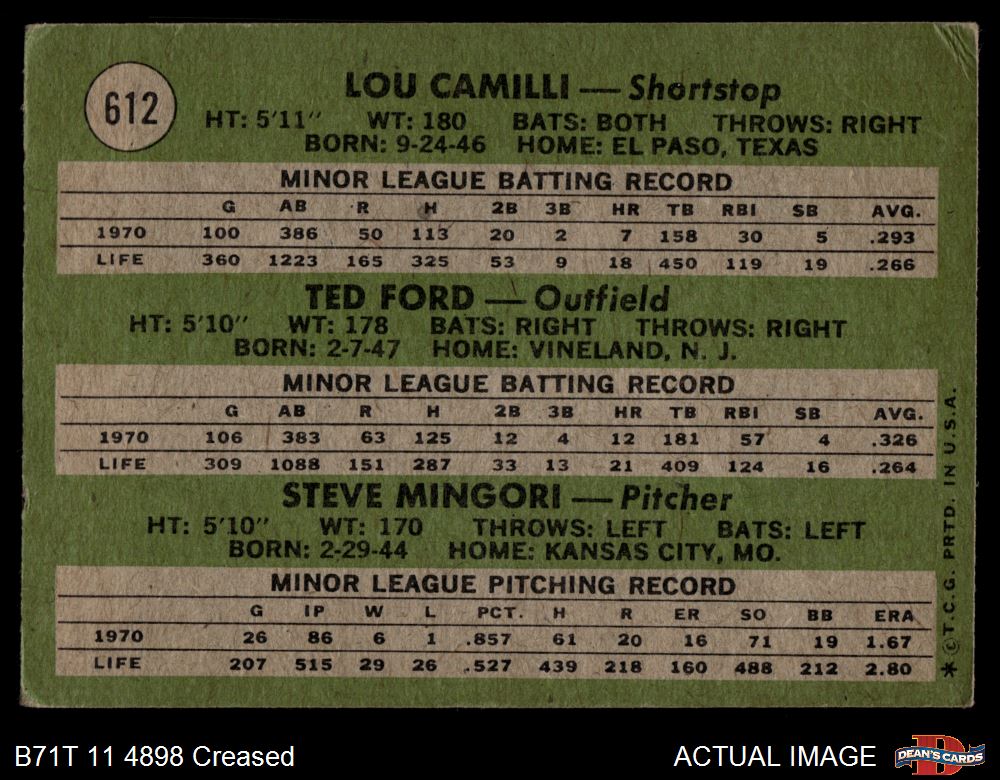 612
LOU CAMILLI — Shortstop
HT: 5'11" WT: 180 BATS: BOTH THROWS: RIGHT
BORN: 9-24-46 HOME: EL PASO, TEXAS
MINOR LEAGUE BATTING RECORD
G AB R H 2B 3B HR TB RBI SB AVG.
1970 100 386 50 113 20 2 7 158 30 5 .293
LIFE 360 1223 165 325 53 9 18 450 119 19 .266
TED FORD — Outfield
HT: 5'10" WT: 178 BATS: RIGHT THROWS: RIGHT
BORN: 2-7-47 HOME: VINELAND, N. J.
MINOR LEAGUE BATTING RECORD
G AB R H 2B 3B HR TB RBI SB AVG.
1970 106 383 63 125 12 4 12 181 57 4 .326
LIFE 309 1088 151 287 33 13 21 409 124 16 .264
STEVE MINGORI — Pitcher
HT: 5'10" WT: 170 THROWS: LEFT BATS: LEFT
BORN: 2-29-44 HOME: KANSAS CITY, MO.
MINOR LEAGUE PITCHING RECORD
G IP W L PCT. H R ER SO BB ERA
1970 26 86 6 1 .857 61 20 16 71 19 1.67
LIFE 207 515 29 26 .527 439 218 160 488 212 2.80
* © T.C.G. PRTD. IN U.S.A.
B71T 11 4898 Creased
ACTUAL IMAGE
D
DEAN'S CARDS